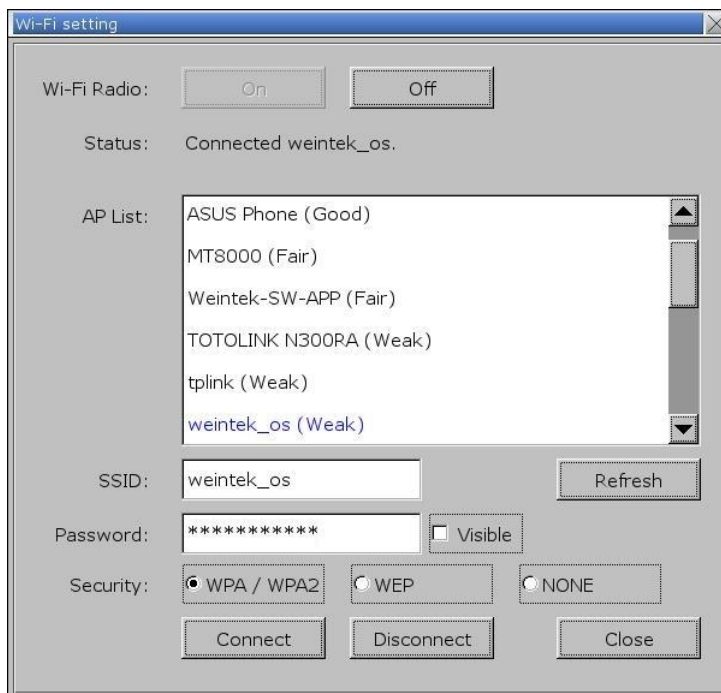 Wi-Fi setting
Wi-Fi Radio: On Off
Status: Connected weintek_os.
AP List: ASUS Phone (Good)
MT8000 (Fair)
Weintek-SW-APP (Fair)
TOTOLINK N300RA (Weak)
tplink (Weak)
weintek_os (Weak)
SSID: weintek_os Refresh
Password: *********** Visible
Security: WPA / WPA2 WEP NONE
Connect Disconnect Close